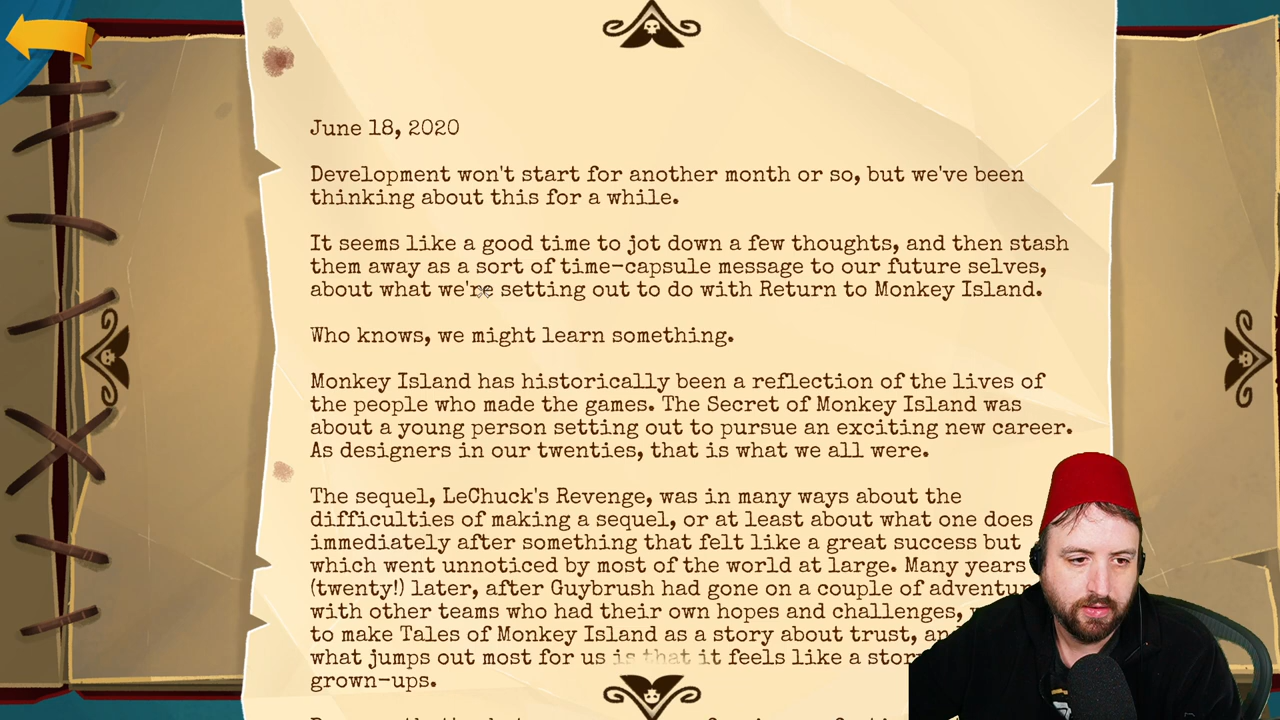 June 18, 2020
Development won't start for another month or so, but we've been
thinking about this for a while.
It seems like a good time to jot down a few thoughts, and then stash
them away as a sort of time-capsule message to our future selves,
about what we're setting out to do with Return to Monkey Island.
Who knows, we might learn something.
Monkey Island has historically been a reflection of the lives of
the people who made the games. The Secret of Monkey Island was
about a young person setting out to pursue an exciting new career.
As designers in our twenties, that is what we all were.
The sequel, LeChuck's Revenge, was in many ways about the
difficulties of making a sequel, or at least about what one does
immediately after something that felt like a great success but
which went unnoticed by most of the world at large. Many years
(twenty!) later, after Guybrush had gone on a couple of
with other teams who had their own hopes and challenges,
to make Tales of Monkey Island as a story about trust,
what jumps out most for us is that it feels like a
grown-ups.